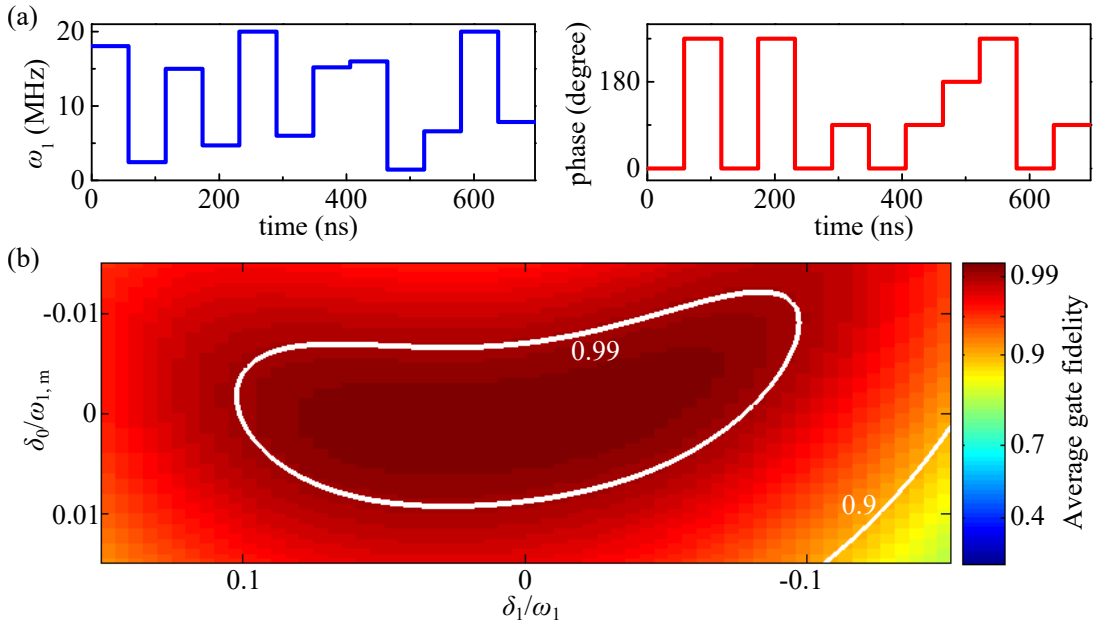 (a)
20
10
0
ω₁ (MHz)
0 200 400 600
time (ns)
180
0
phase (degree)
0 200 400 600
time (ns)
(b)
-0.01
0
0.01
δ₀/ω₁,ₘ
0.99
0.9
0.1 0 -0.1
δ₁/ω₁
0.99
0.9
0.7
0.4
Average gate fidelity